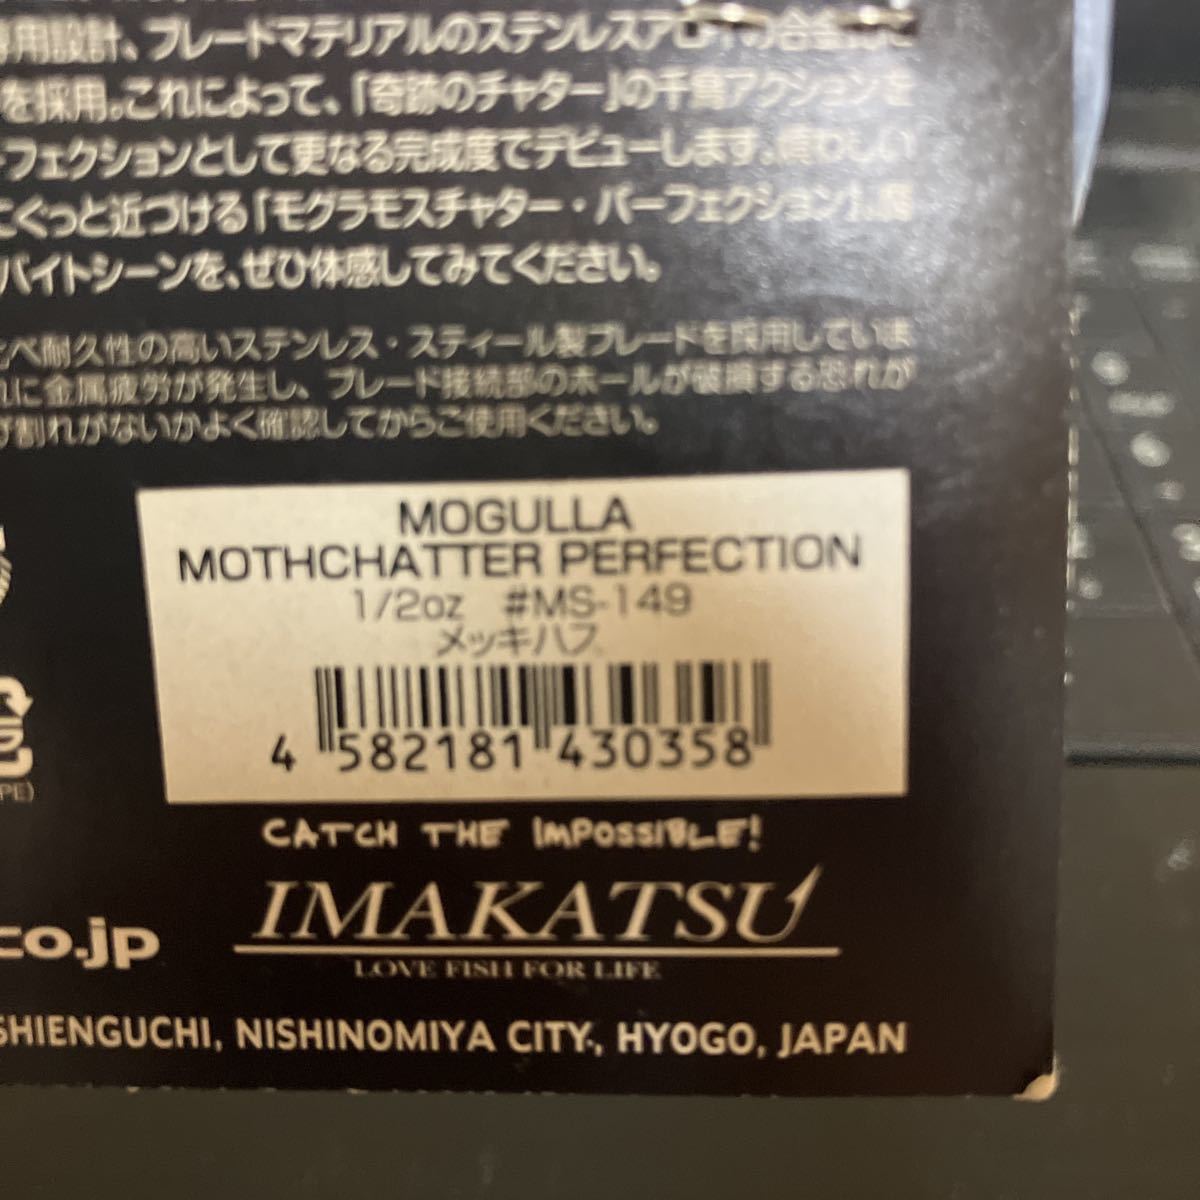 専用設計、ブレードマテリアルのステンレスアロイの合金
を採用。これによって、「奇跡のチャター」の千鳥アクションを
ーフェクションとして更なる完成度でデビューします。
にぐっと近づける「モグラモスチャター・パーフェクション」。
バイトシーンを、ぜひ体感してみてください。
比べ耐久性の高いステンレス・スティール製ブレードを採用していま
れに金属疲労が発生し、ブレード接続部のホールが破損する恐れが
割れがないかよく確認してからご使用ください。
MOGULLA
MOTHCHATTER PERFECTION
1/2oz #MS-149
メッキハフ
4 582181 430358
PE)
CATCH THE IMPOSSIBLE!
IMAKATSU
co.jp
LOVE FISH FOR LIFE
SHIENGUCHI, NISHINOMIYA CITY, HYOGO, JAPAN